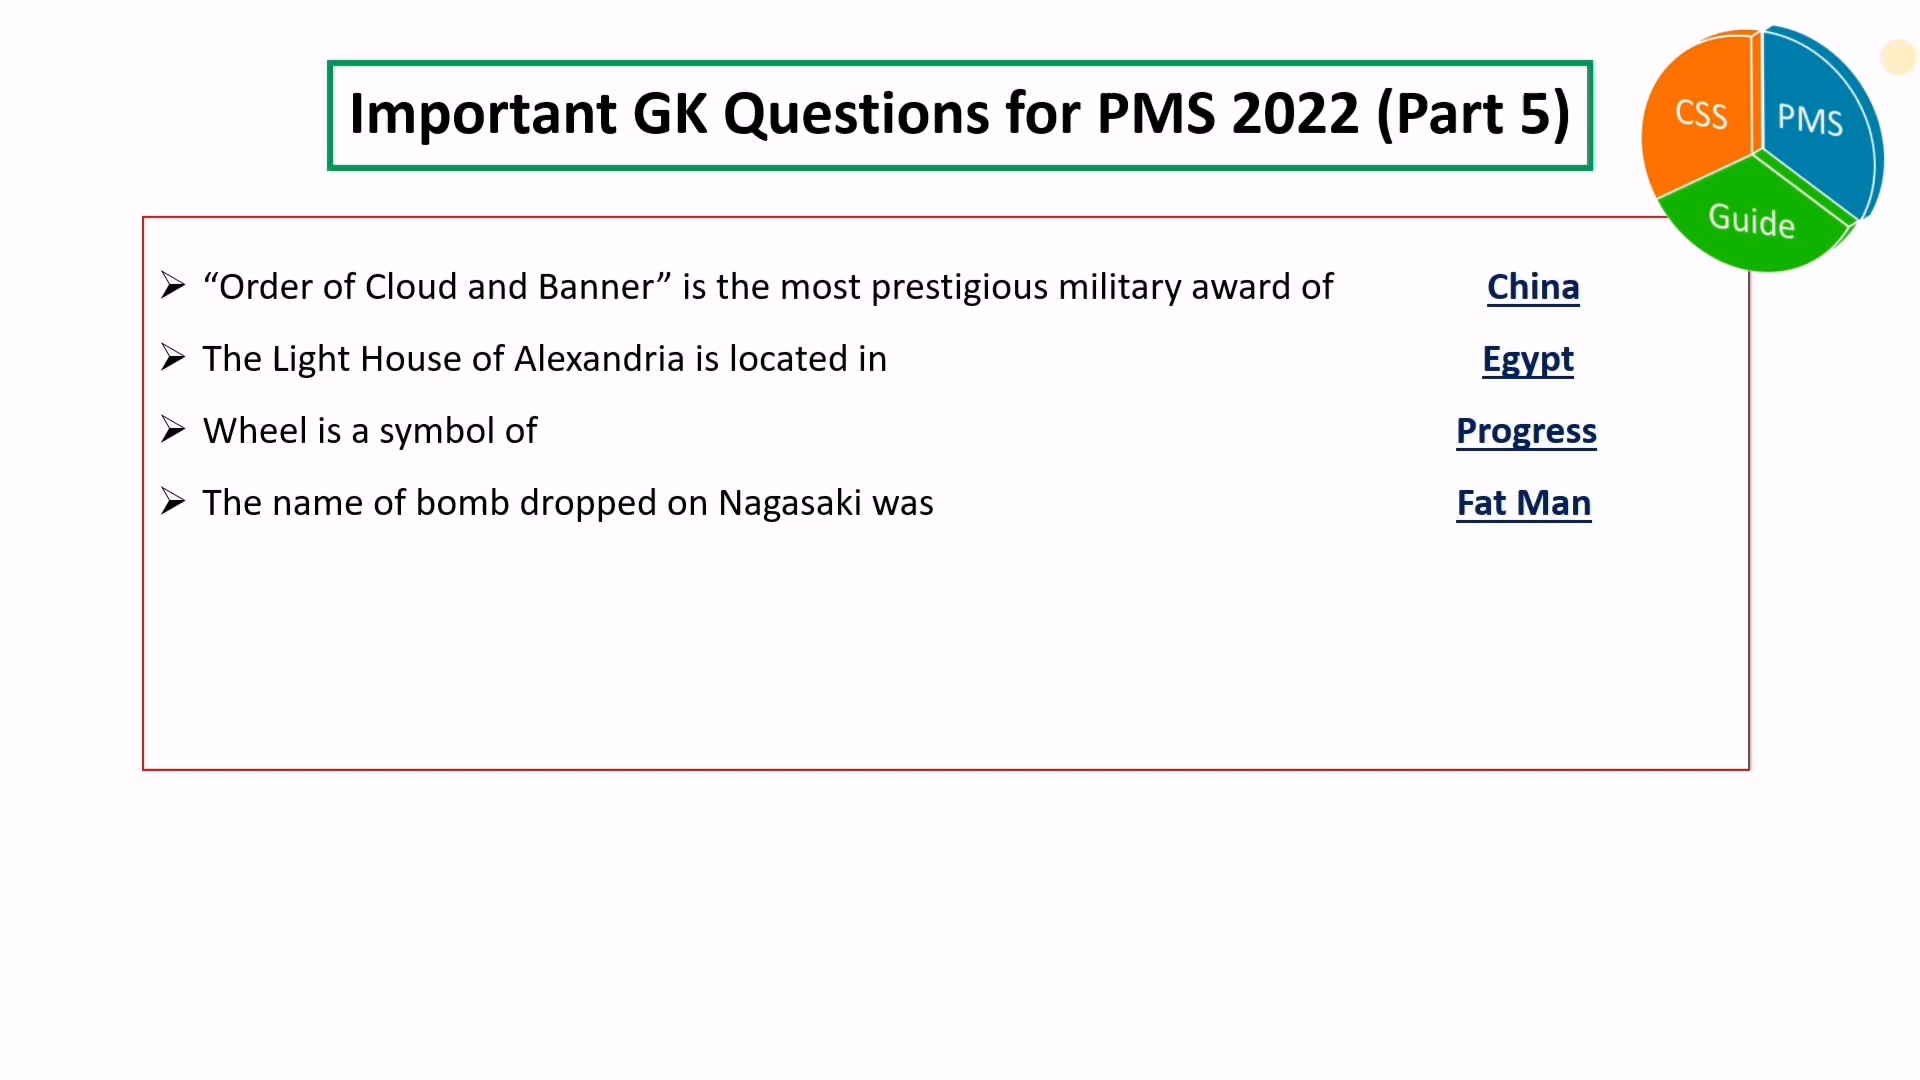 Important GK Questions for PMS 2022 (Part 5)
CSS
PMS
Guide
➢ “Order of Cloud and Banner” is the most prestigious military award of China
➢ The Light House of Alexandria is located in Egypt
➢ Wheel is a symbol of Progress
➢ The name of bomb dropped on Nagasaki was Fat Man